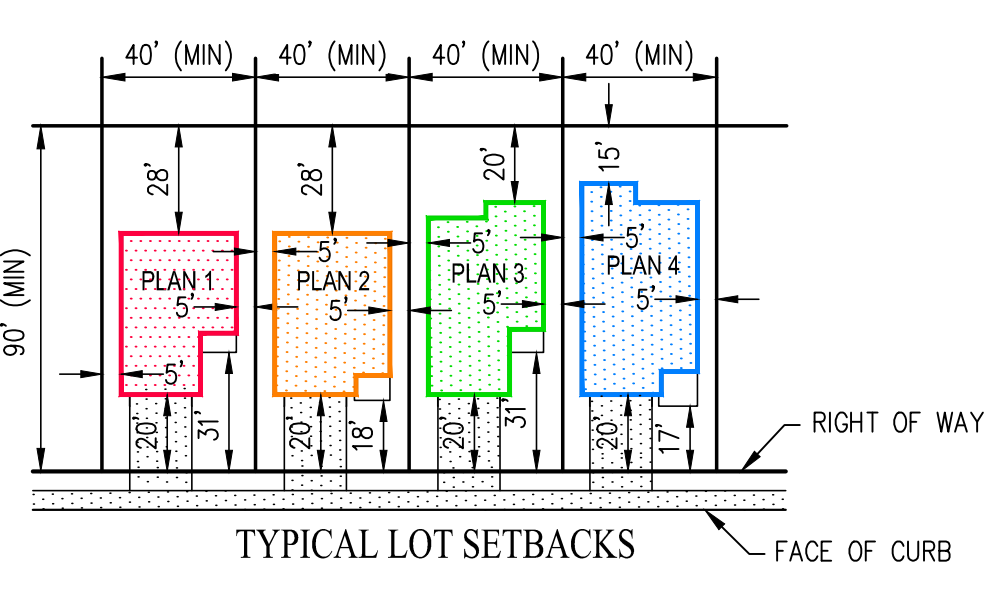 40' (MIN) 40' (MIN) 40' (MIN) 40' (MIN)
28' 28' 20' 15'
5' 5' 5'
PLAN 1 PLAN 2 PLAN 3 PLAN 4
5' 5' 5' 5'
90' (MIN)
5'
20' 31' 20' 18' 20' 31' 20' 17'
RIGHT OF WAY
TYPICAL LOT SETBACKS
FACE OF CURB